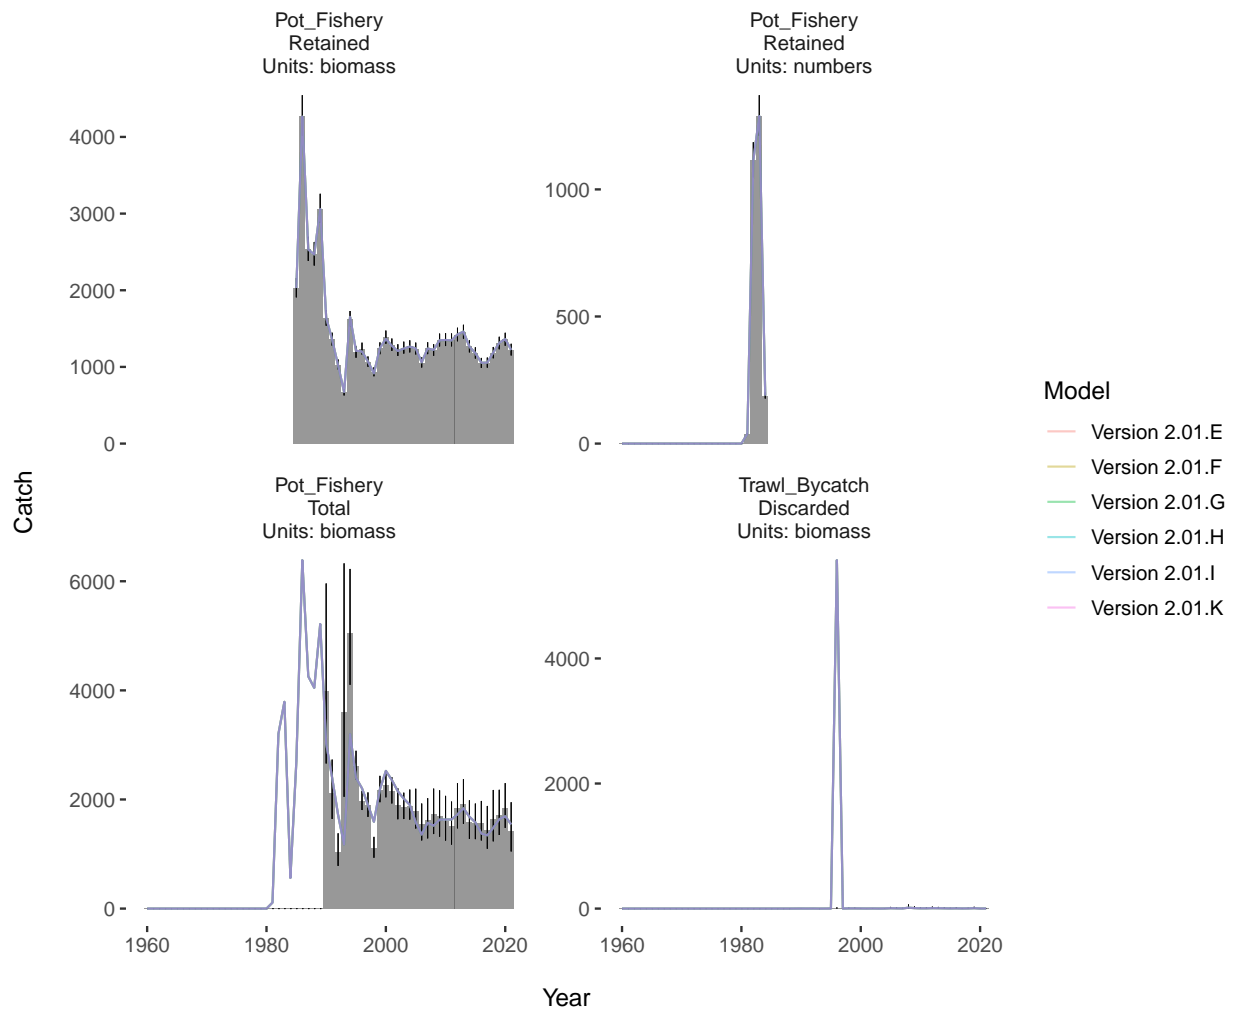 Pot_Fishery
Retained
Units: biomass
Pot_Fishery
Retained
Units: numbers
4000
3000
2000
1000
0
1000
500
0
Pot_Fishery
Total
Units: biomass
Trawl_Bycatch
Discarded
Units: biomass
6000
4000
2000
0
4000
2000
0
1960 1980 2000 2020
1960 1980 2000 2020
Year
Catch
Model
Version 2.01.E
Version 2.01.F
Version 2.01.G
Version 2.01.H
Version 2.01.I
Version 2.01.K